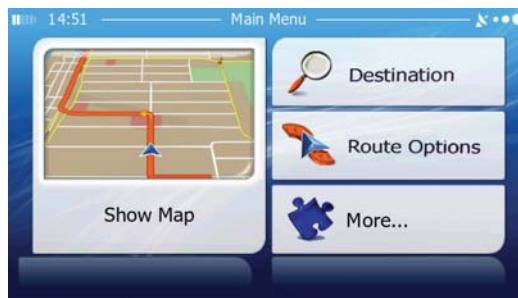 14:51 Main Menu
Destination
Route Options
Show Map
More...